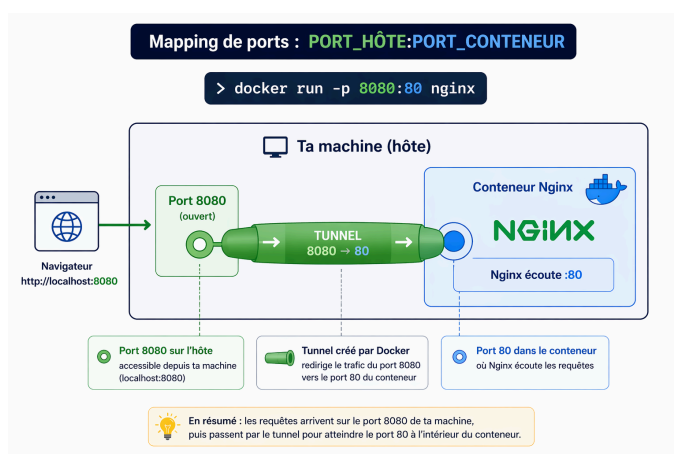 Mapping de ports : PORT_HÔTE:PORT_CONTENEUR
> docker run -p 8080:80 nginx
Ta machine (hôte)
Port 8080
(ouvert)
TUNNEL
8080 → 80
Conteneur Nginx
NGiNX
Nginx écoute :80
Navigateur
http://localhost:8080
Port 8080 sur l'hôte
accessible depuis ta machine
(localhost:8080)
Tunnel créé par Docker
redirige le trafic du port 8080
vers le port 80 du conteneur
Port 80 dans le conteneur
où Nginx écoute les requêtes
En résumé : les requêtes arrivent sur le port 8080 de ta machine,
puis passent par le tunnel pour atteindre le port 80 à l'intérieur du conteneur.